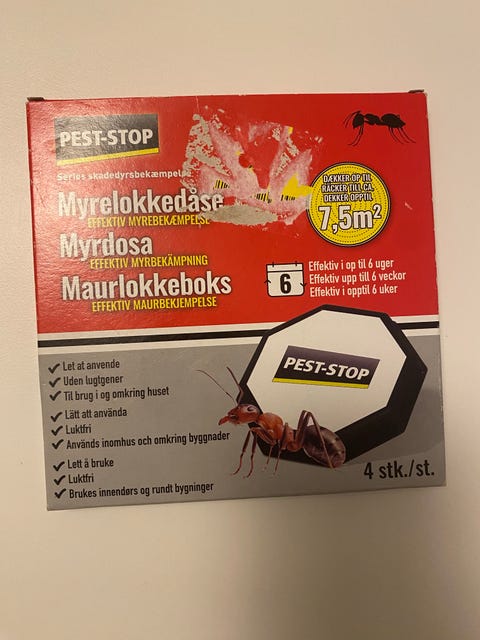 PEST-STOP
Seriøs skadedyrsbekæmpel
Myrelokkedåse
EFFEKTIV MYREBEKÆMPELSE
Myrdosa
EFFEKTIV MYRBEKÄMPNING
Maurlokkeboks
EFFEKTIV MAURBEKJEMPELSE
DÆKKER OP TIL
RÄCKER TILL CA.
DEKKER OPPTIL
7,5m²
6
Effektiv i op til 6 uger
Effektiv upp till 6 veckor
Effektiv i opptil 6 uker
Let at anvende
Uden lugtgener
Til brug i og omkring huset
Lätt att använda
Luktfri
Används inomhus och omkring byggnader
Lett å bruke
Luktfri
Brukes innendørs og rundt bygninger
PEST-STOP
4 stk./st.